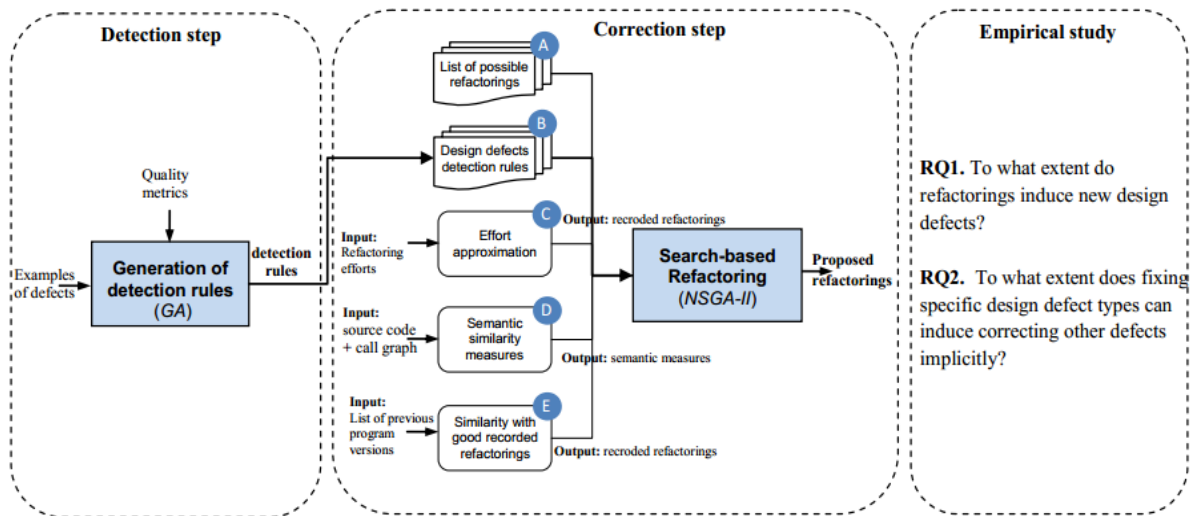 Detection step
Quality
metrics
Examples
of defects
Generation of
detection rules
(GA)
detection
rules
Correction step
A
List of possible
refactorings
B
Design defects
detection rules
C
Input:
Refactoring
efforts
Effort
approximation
Output: recroded refactorings
D
Input:
source code
+ call graph
Semantic
similarity
measures
Output: semantic measures
E
Input:
List of previous
program
versions
Similarity with
good recorded
refactorings
Output: recroded refactorings
Search-based
Refactoring
(NSGA-II)
Proposed
refactorings
Empirical study
RQ1. To what extent do
refactorings induce new design
defects?
RQ2. To what extent does fixing
specific design defect types can
induce correcting other defects
implicitly?